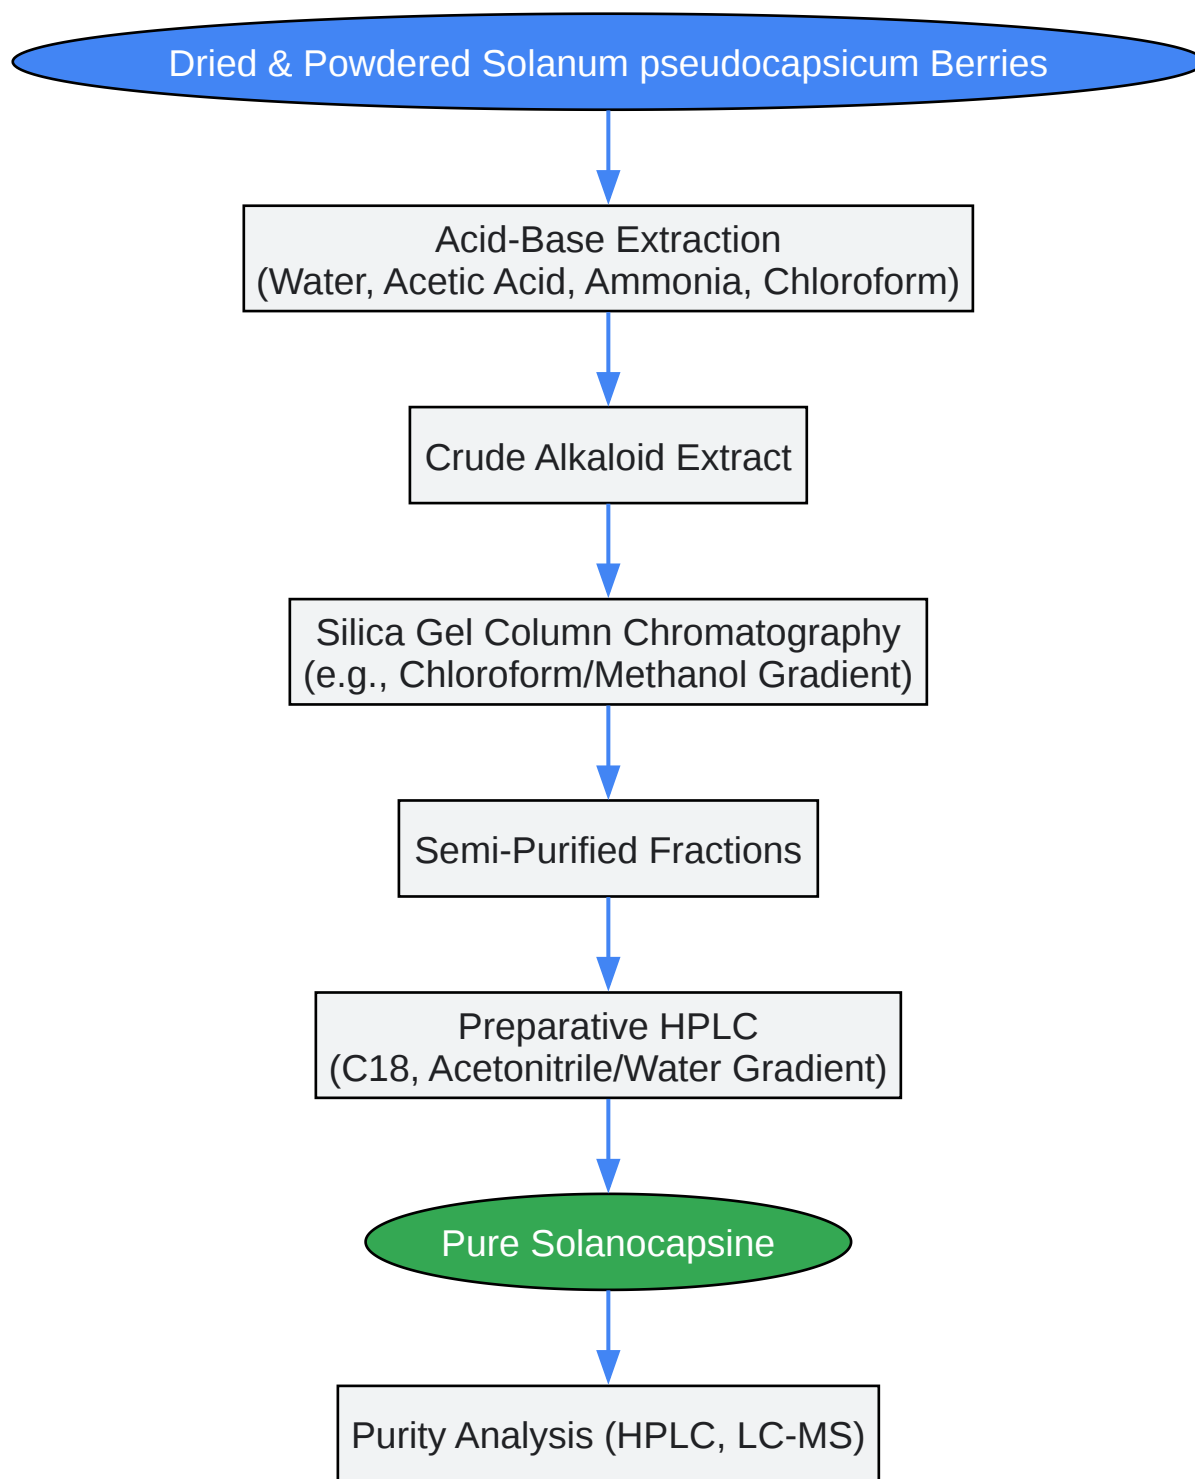 Dried & Powdered Solanum pseudocapsicum Berries
Acid-Base Extraction
(Water, Acetic Acid, Ammonia, Chloroform)
Crude Alkaloid Extract
Silica Gel Column Chromatography
(e.g., Chloroform/Methanol Gradient)
Semi-Purified Fractions
Preparative HPLC
(C18, Acetonitrile/Water Gradient)
Pure Solanocapsine
Purity Analysis (HPLC, LC-MS)